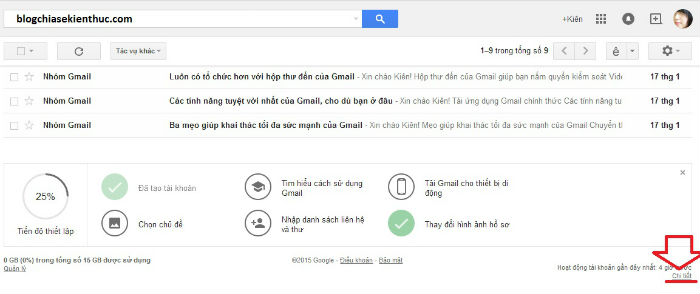 blogchiasekienthuc.com
+Kiên
Tác vụ khác
1–9 trong tổng số 9
ê
Nhóm Gmail Luôn có tổ chức hơn với hộp thư đến của Gmail - Xin chào Kiên! Hộp thư đến của Gmail giúp bạn nắm quyền kiểm soát Vide 17 thg 1
Nhóm Gmail Các tính năng tuyệt vời nhất của Gmail, cho dù bạn ở đâu - Xin chào Kiên! Tải ứng dụng Gmail chính thức Các tính năng tu 17 thg 1
Nhóm Gmail Ba mẹo giúp khai thác tối đa sức mạnh của Gmail - Xin chào Kiên! Mẹo giúp khai thác tối đa sức mạnh của Gmail Chuyển th 17 thg 1
25%
Tiến độ thiết lập
Đã tạo tài khoản
Tìm hiểu cách sử dụng
Gmail
Tải Gmail cho thiết bị di
động
Chọn chủ đề
Nhập danh sách liên hệ
và thư
Thay đổi hình ảnh hồ sơ
0 GB (0%) trong tổng số 15 GB được sử dụng
Quản lý
©2015 Google - Điều khoản - Bảo mật
Hoạt động tài khoản gần đây nhất: 4 giờ trước
Chi tiết